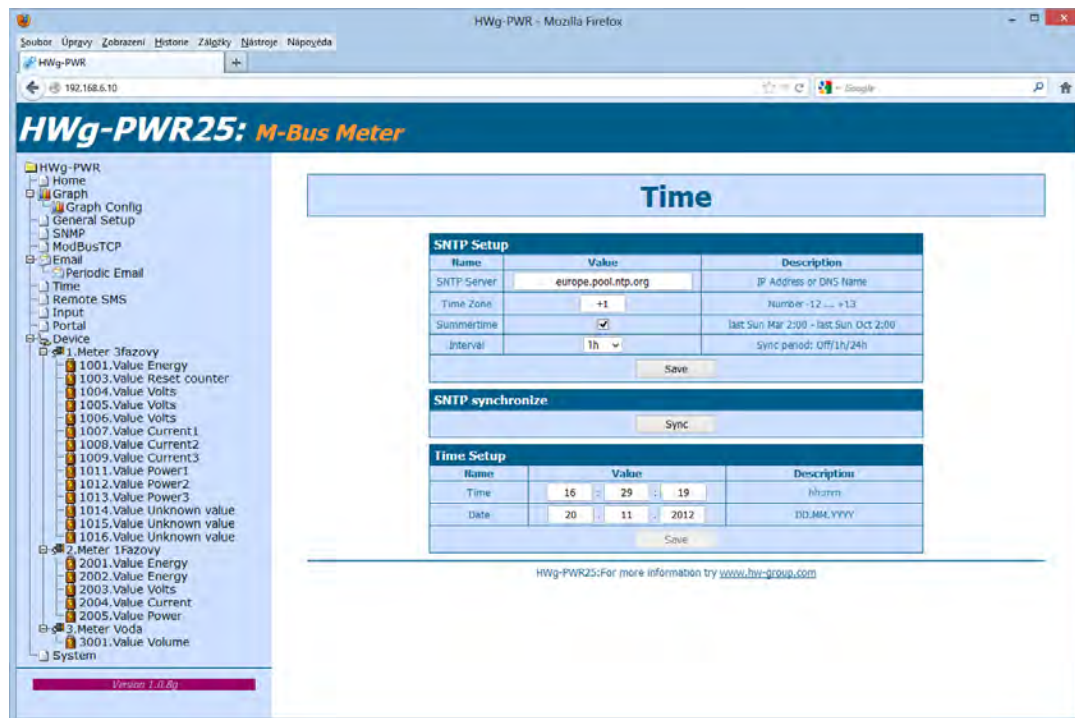 HWg-PWR - Mozilla Firefox
Soubor Úpravy Zobrazení Historie Záložky Nástroje Nápověda
HWg-PWR
192.168.6.10
Google
HWg-PWR25: M-Bus Meter
HWg-PWR
Home
Graph
Graph Config
General Setup
SNMP
ModBusTCP
Email
Periodic Email
Time
Remote SMS
Input
Portal
Device
1.Meter 3fazovy
1001.Value Energy
1003.Value Reset counter
1004.Value Volts
1005.Value Volts
1006.Value Volts
1007.Value Current1
1008.Value Current2
1009.Value Current3
1011.Value Power1
1012.Value Power2
1013.Value Power3
1014.Value Unknown value
1015.Value Unknown value
1016.Value Unknown value
2.Meter 1Fazovy
2001.Value Energy
2002.Value Energy
2003.Value Volts
2004.Value Current
2005.Value Power
3.Meter Voda
3001.Value Volume
System
Version 1.0.8g
Time
SNTP Setup
Name Value Description
SNTP Server europe.pool.ntp.org IP Address or DNS Name
Time Zone +1 Number -12 ... +13
Summertime last Sun Mar 2:00 - last Sun Oct 2:00
Interval 1h Sync period: Off/1h/24h
Save
SNTP synchronize
Sync
Time Setup
Name Value Description
Time 16 : 29 : 19 hh:mm
Date 20 . 11 . 2012 DD.MM.YYYY
Save
HWg-PWR25:For more information try www.hw-group.com